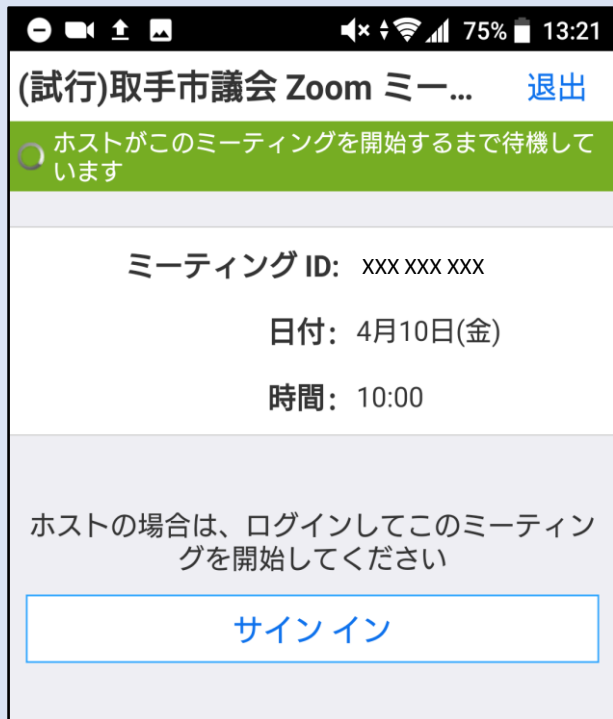 75% 13:21
(試行)取手市議会 Zoom ミー... 退出
ホストがこのミーティングを開始するまで待機して
います
ミーティング ID: XXX XXX XXX
日付: 4月10日(金)
時間: 10:00
ホストの場合は、ログインしてこのミーティン
グを開始してください
サイン イン